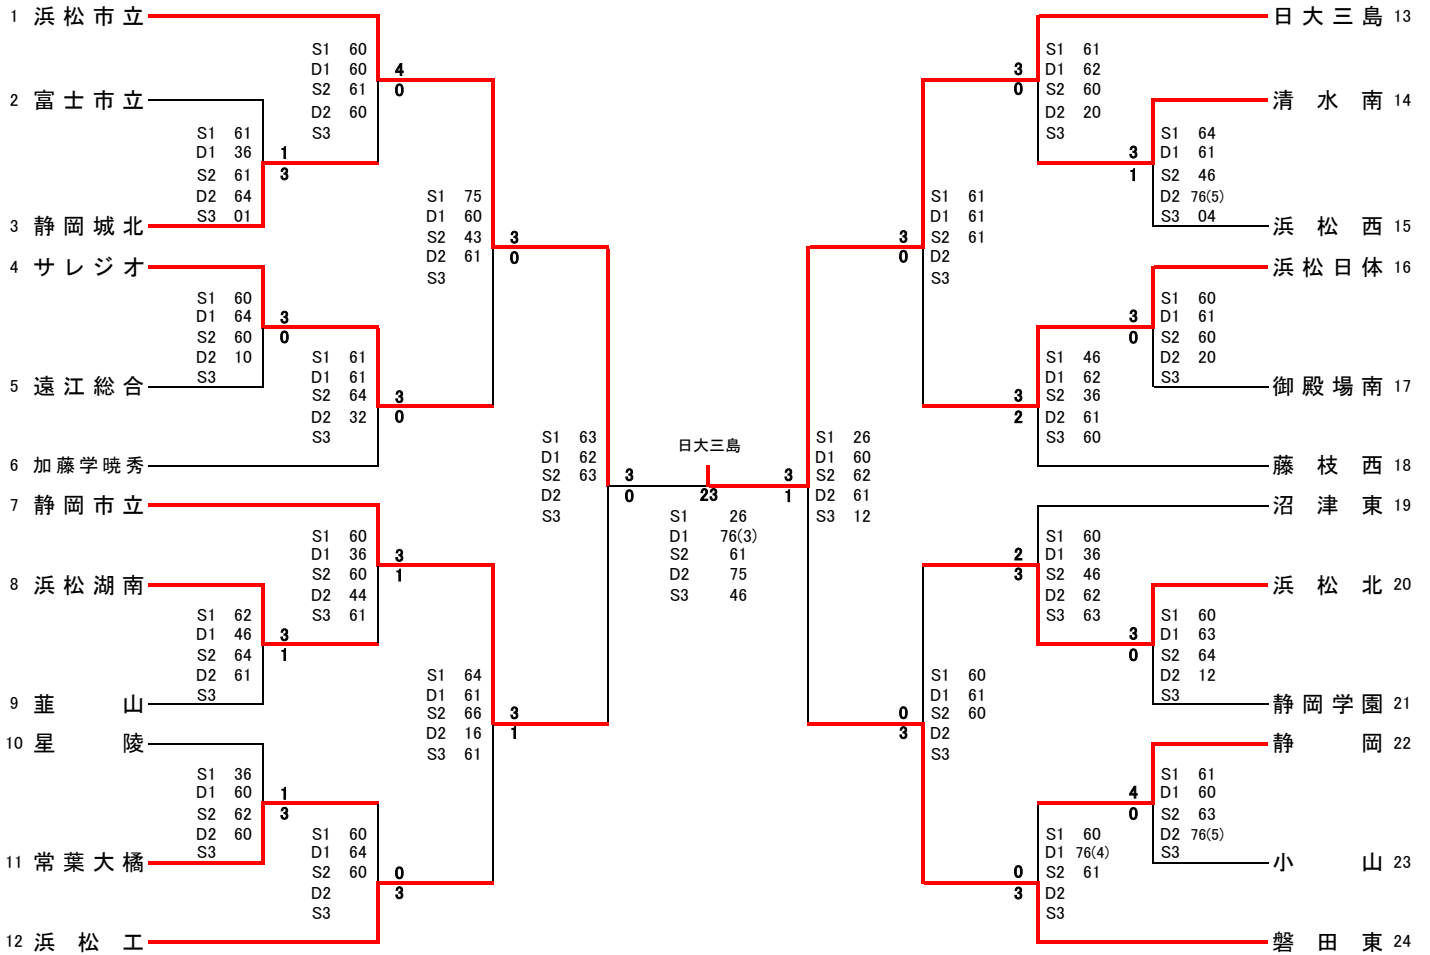 1 浜松市立
S1 60
D1 60
S2 61
D2 60
S3
4
0
2 富士市立
S1 61
D1 36
S2 61
D2 64
S3 01
1
3
3 静岡城北
S1 75
D1 60
S2 43
D2 61
S3
3
0
4 サレジオ
S1 60
D1 64
S2 60
D2 10
S3
3
0
5 遠江総合
S1 61
D1 61
S2 64
D2 32
S3
3
0
6 加藤学暁秀
S1 63
D1 62
S2 63
D2
S3
3
0
7 静岡市立
S1 60
D1 36
S2 60
D2 44
S3 61
3
1
8 浜松湖南
S1 62
D1 46
S2 64
D2 61
S3
3
1
9 韮山
S1 64
D1 61
S2 66
D2 16
S3 61
3
1
10 星陵
S1 36
D1 60
S2 62
D2 60
S3
1
3
11 常葉大橘
S1 60
D1 64
S2 60
D2
S3
0
3
12 浜松工
日大三島
23
S1 26
D1 76(3)
S2 61
D2 75
S3 46
日大三島 13
3
0
S1 61
D1 62
S2 60
D2 20
S3
清水南 14
3
1
S1 64
D1 61
S2 46
D2 76(5)
S3 04
浜松西 15
3
0
S1 61
D1 61
S2 61
D2
S3
浜松日体 16
3
0
S1 60
D1 61
S2 60
D2 20
S3
御殿場南 17
3
2
S1 46
D1 62
S2 36
D2 61
S3 60
藤枝西 18
3
1
S1 26
D1 60
S2 62
D2 61
S3 12
沼津東 19
2
3
S1 60
D1 36
S2 46
D2 62
S3 63
浜松北 20
3
0
S1 60
D1 63
S2 64
D2 12
S3
静岡学園 21
0
3
S1 60
D1 61
S2 60
D2
S3
静岡 22
4
0
S1 61
D1 60
S2 63
D2 76(5)
S3
小山 23
0
3
S1 60
D1 76(4)
S2 61
D2
S3
磐田東 24